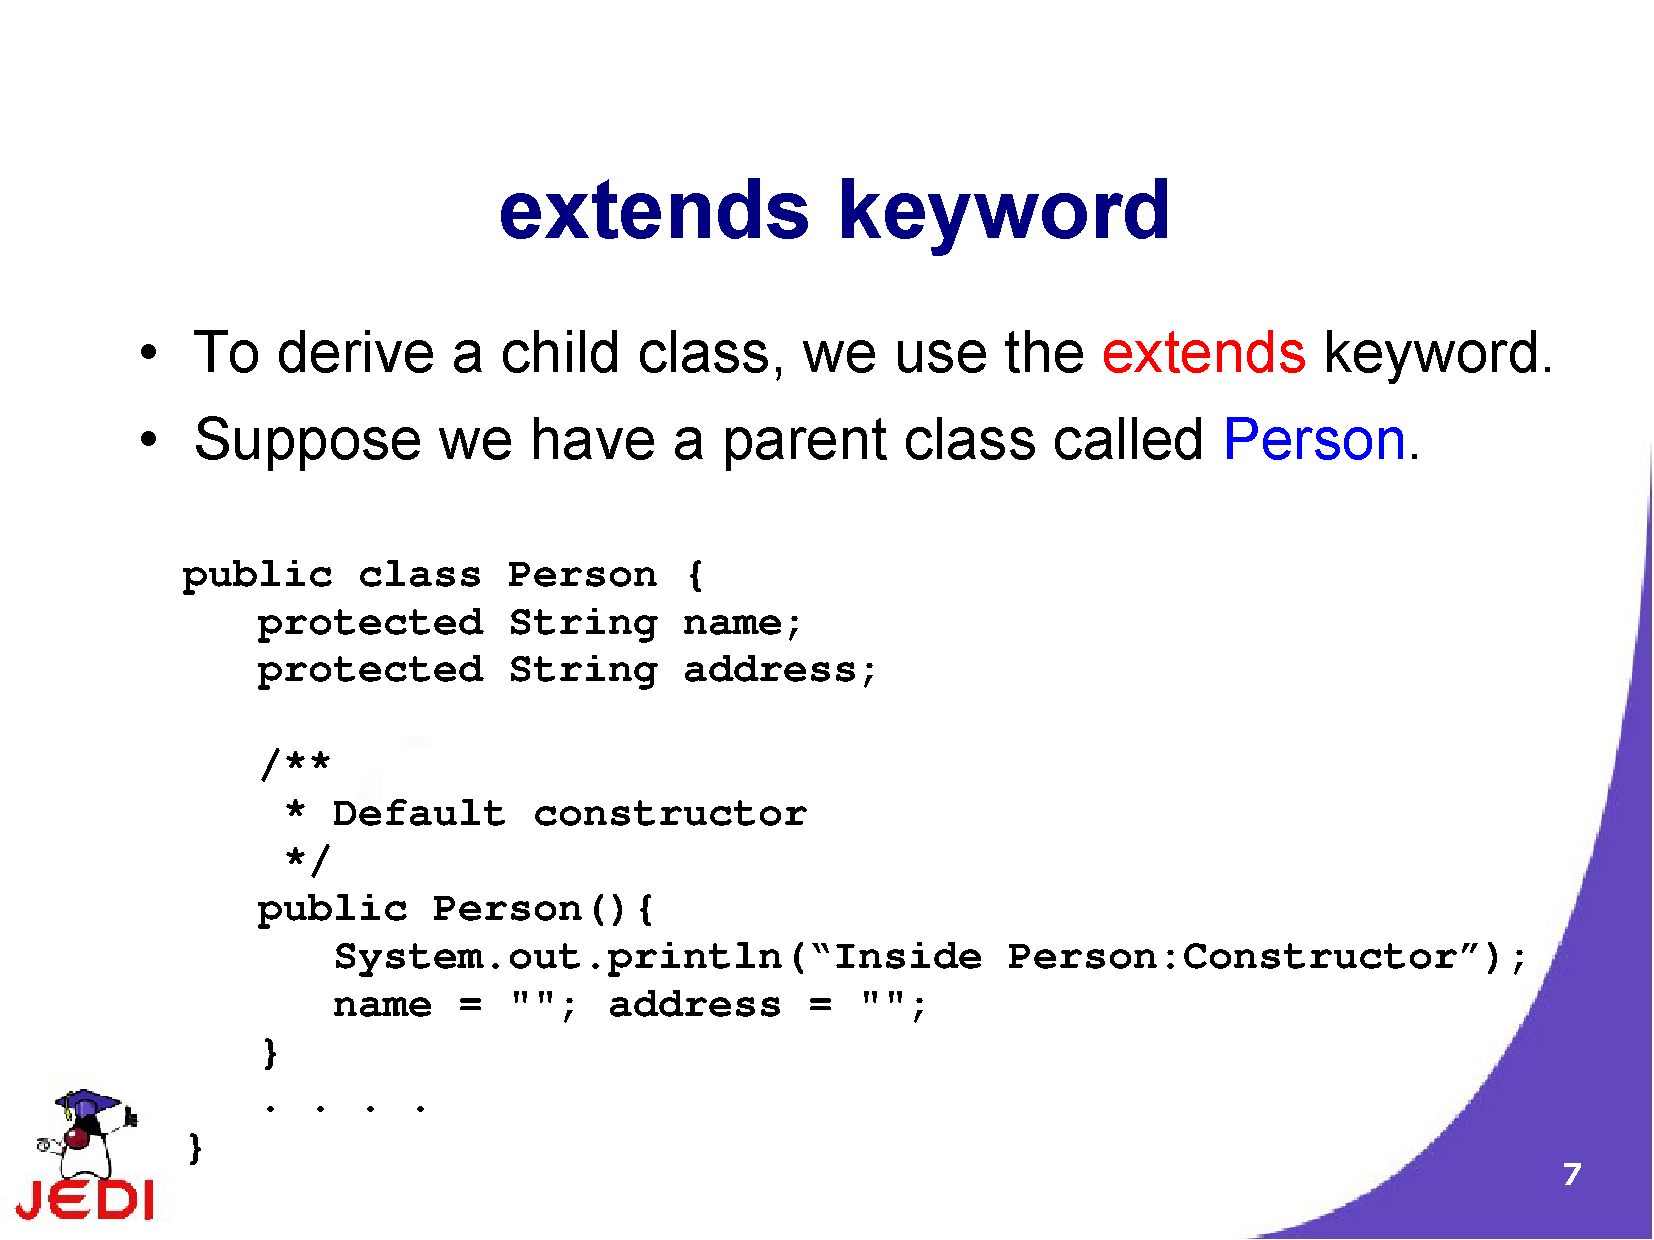 extends keyword
• To derive a child class, we use the extends keyword.
• Suppose we have a parent class called Person.
public class Person {
   protected String name;
   protected String address;
   /**
    * Default constructor
    */
   public Person(){
      System.out.println(“Inside Person:Constructor”);
      name = ""; address = "";
   }
   . . . .
}
JEDI
7